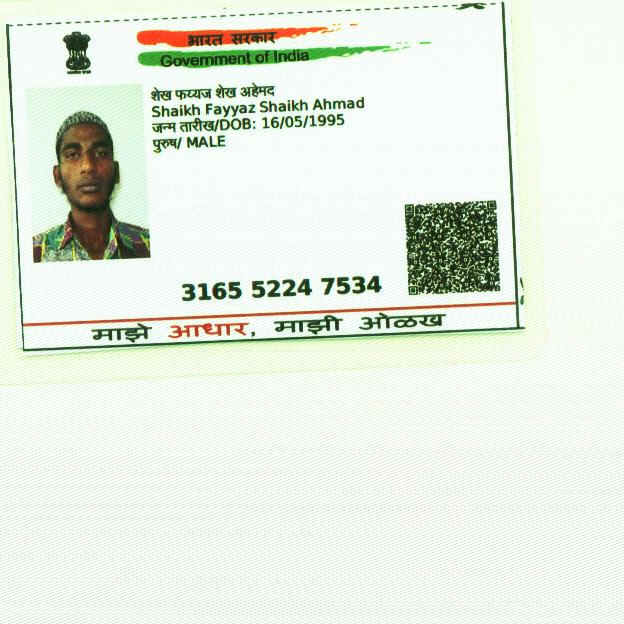 भारत सरकार
Government of India
शेख फय्यज शेख अहेमद
Shaikh Fayyaz Shaikh Ahmad
जन्म तारीख/DOB: 16/05/1995
पुरुष/ MALE
3165 5224 7534
माझे आधार, माझी ओळख